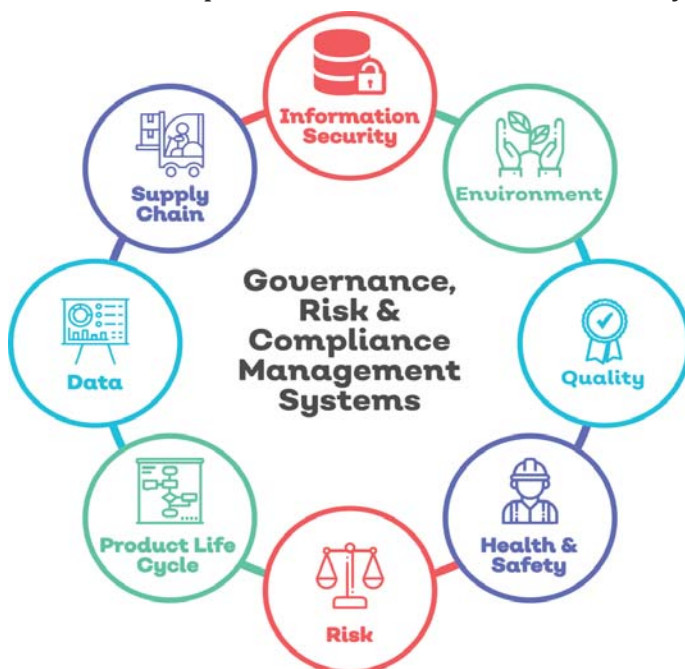 Information
Security
Environment
Quality
Health &
Safety
Risk
Product Life
Cycle
Data
Supply
Chain
Governance,
Risk &
Compliance
Management
Systems